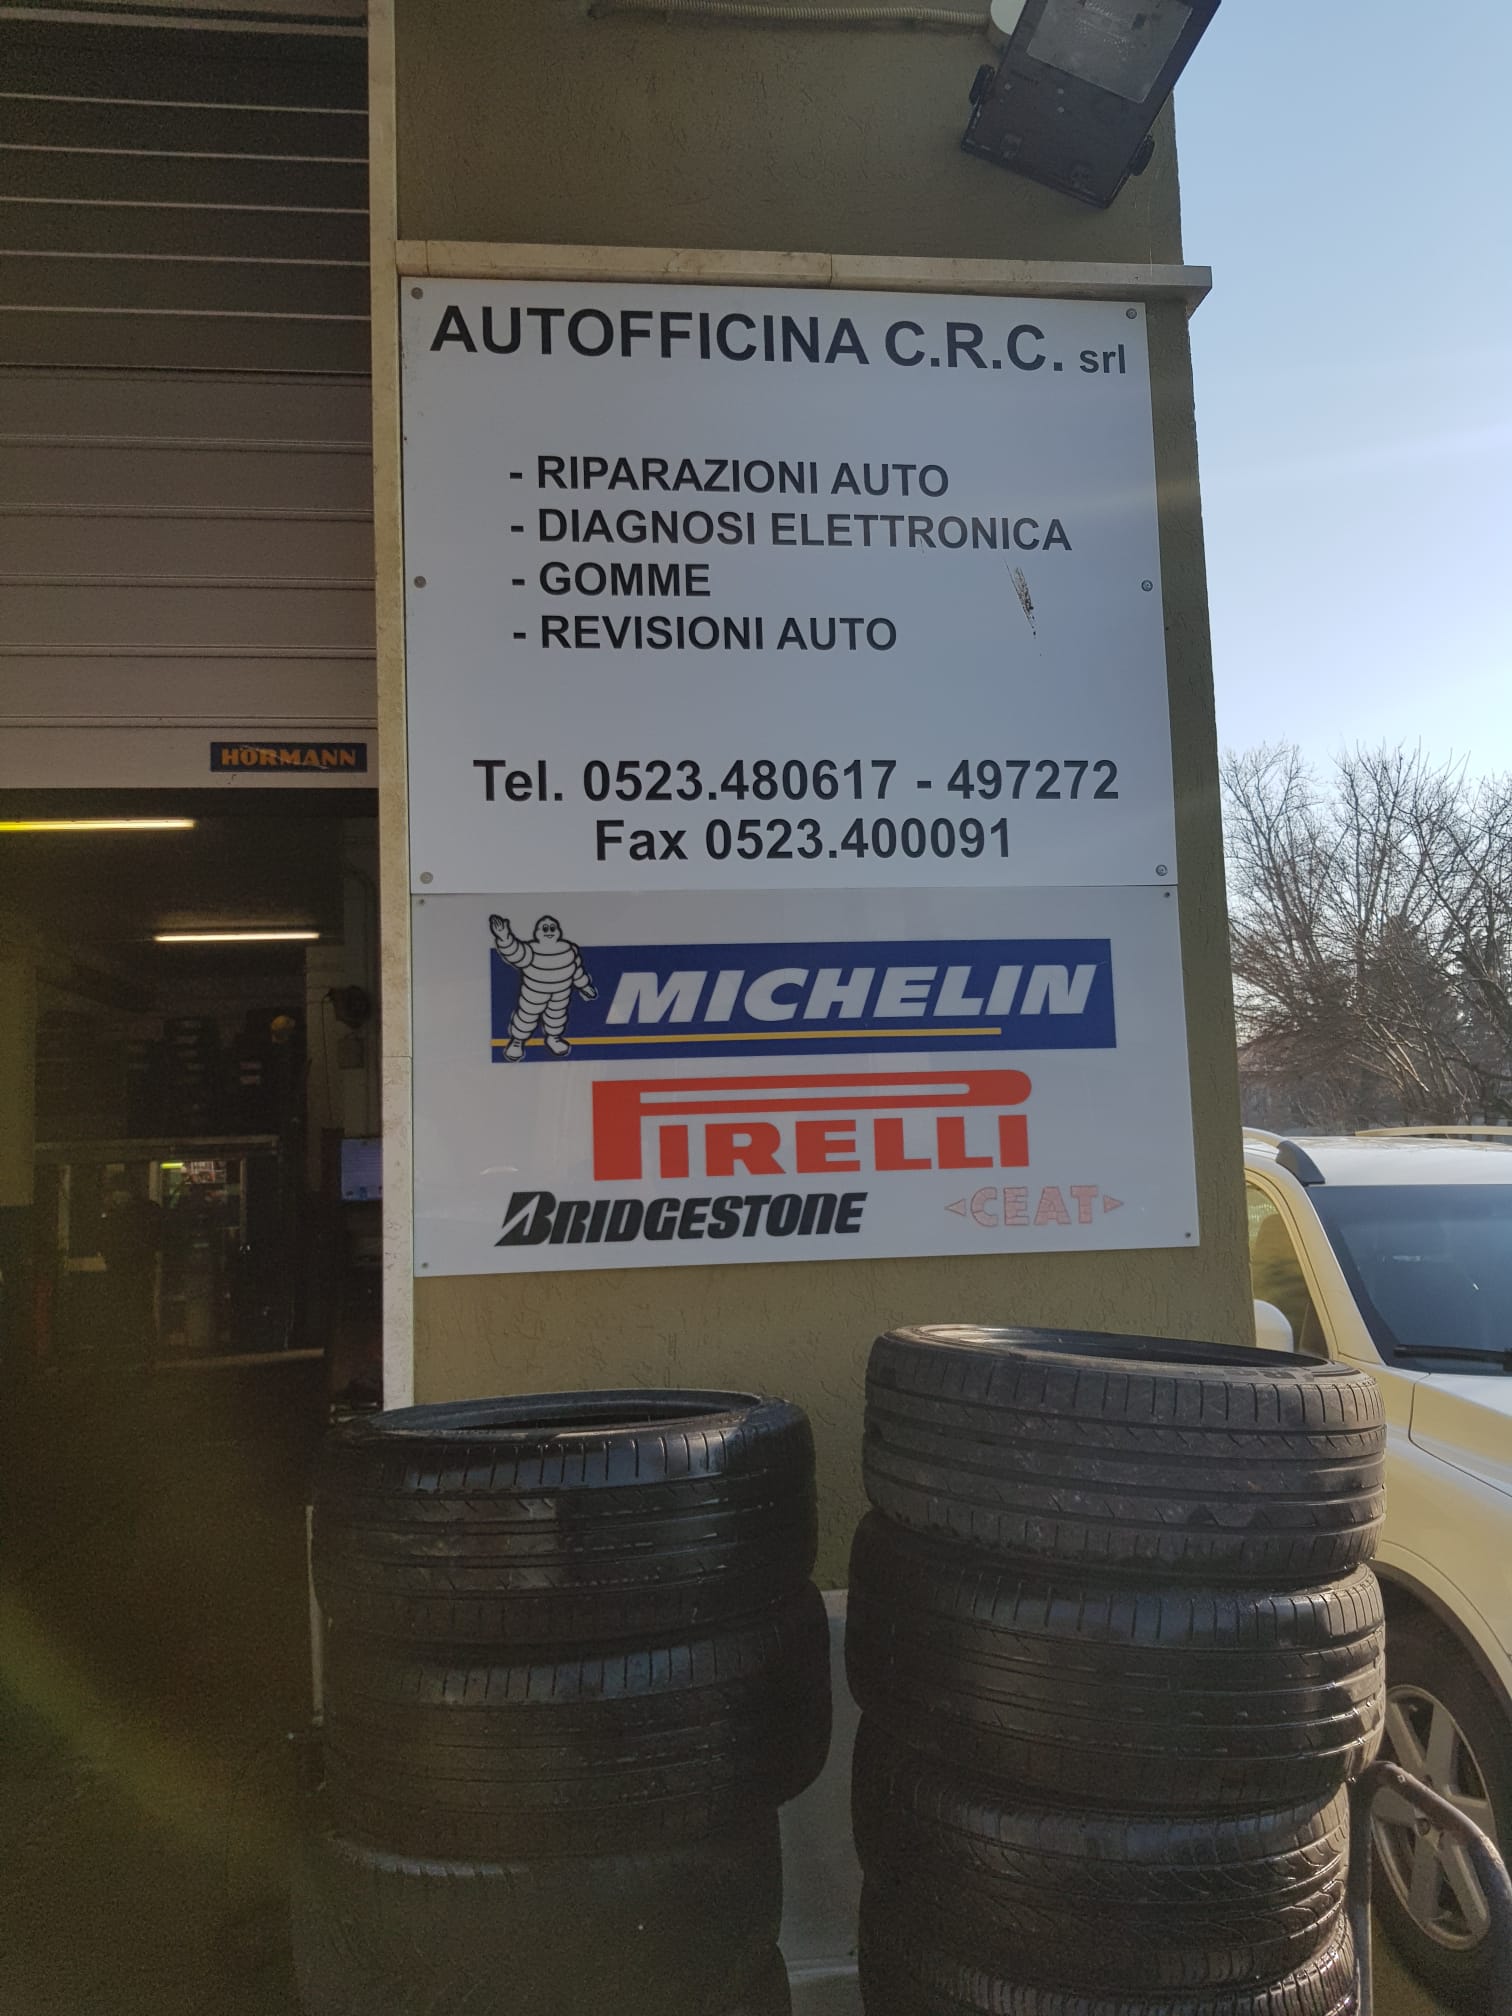 AUTOFFICINA C.R.C. srl
- RIPARAZIONI AUTO
- DIAGNOSI ELETTRONICA
- GOMME
- REVISIONI AUTO
HÖRMANN
Tel. 0523.480617 - 497272
Fax 0523.400091
MICHELIN
PIRELLI
BRIDGESTONE
CEAT